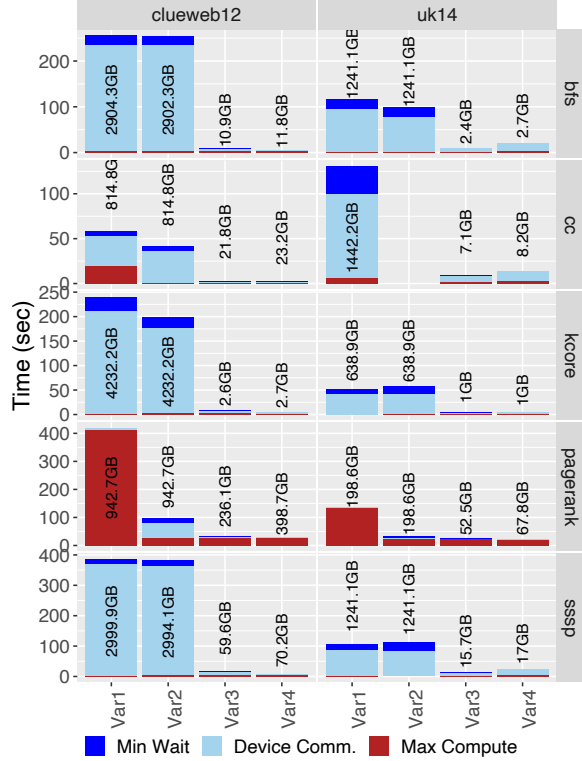 clueweb12 uk14
Time (sec)
bfs
200
100
0
2904.3GB
2902.3GB
10.9GB
11.8GB
1241.1GB
1241.1GB
2.4GB
2.7GB
cc
100
50
0
814.8G
814.8GB
21.8GB
23.2GB
1442.2GB
7.1GB
8.2GB
kcore
250
200
150
100
50
0
4232.2GB
4232.2GB
2.6GB
2.7GB
638.9GB
638.9GB
1GB
1GB
pagerank
400
300
200
100
0
942.7GB
942.7GB
236.1GB
398.7GB
198.6GB
198.6GB
52.5GB
67.8GB
sssp
400
300
200
100
0
2999.9GB
2994.1GB
59.6GB
70.2GB
1241.1GB
1241.1GB
15.7GB
17GB
Var1 Var2 Var3 Var4 Var1 Var2 Var3 Var4
Min Wait Device Comm. Max Compute